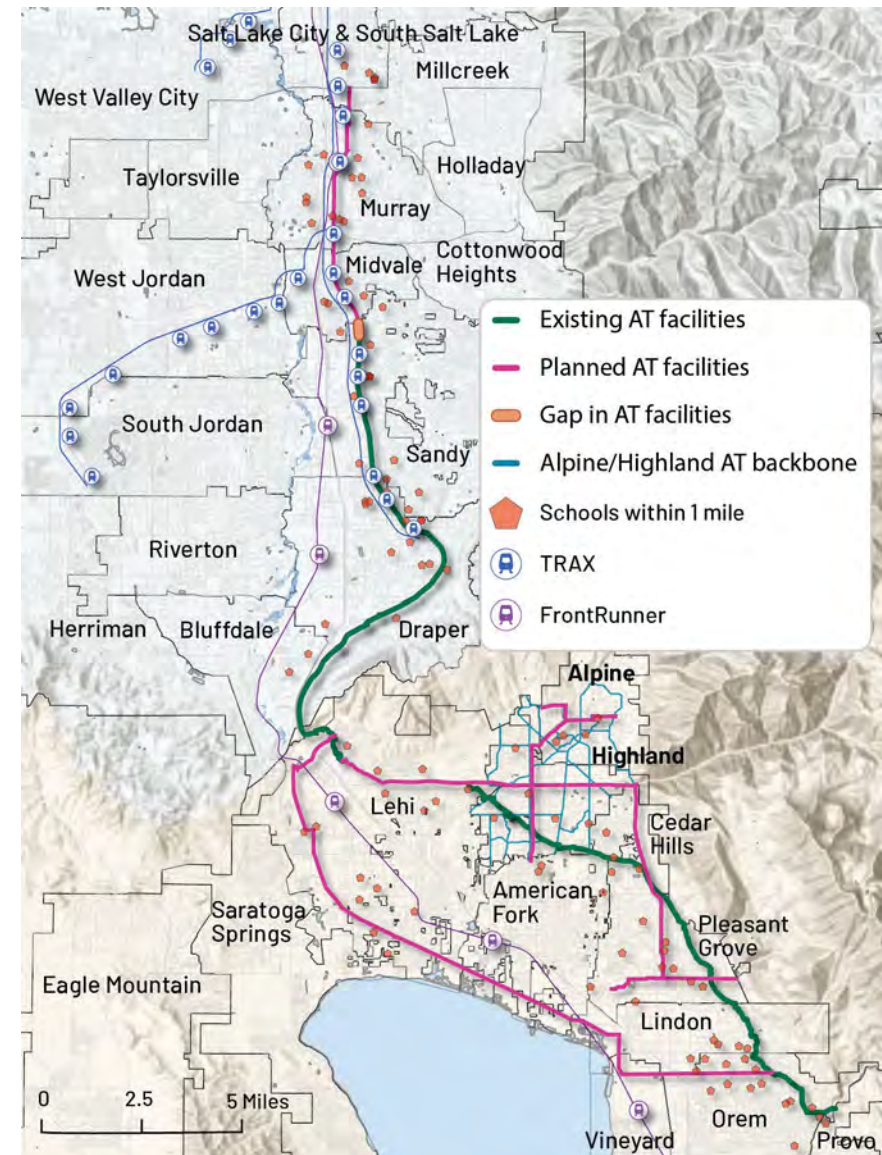 Salt Lake City & South Salt Lake
Millcreek
West Valley City
Holladay
Taylorsville
Murray
Cottonwood
Heights
Midvale
West Jordan
Existing AT facilities
Planned AT facilities
Gap in AT facilities
Alpine/Highland AT backbone
Schools within 1 mile
TRAX
FrontRunner
South Jordan
Sandy
Riverton
Herriman
Bluffdale
Draper
Alpine
Highland
Lehi
Cedar
Hills
American
Fork
Saratoga
Springs
Pleasant
Grove
Eagle Mountain
Lindon
0
2.5
5 Miles
Orem
Vineyard
Provo